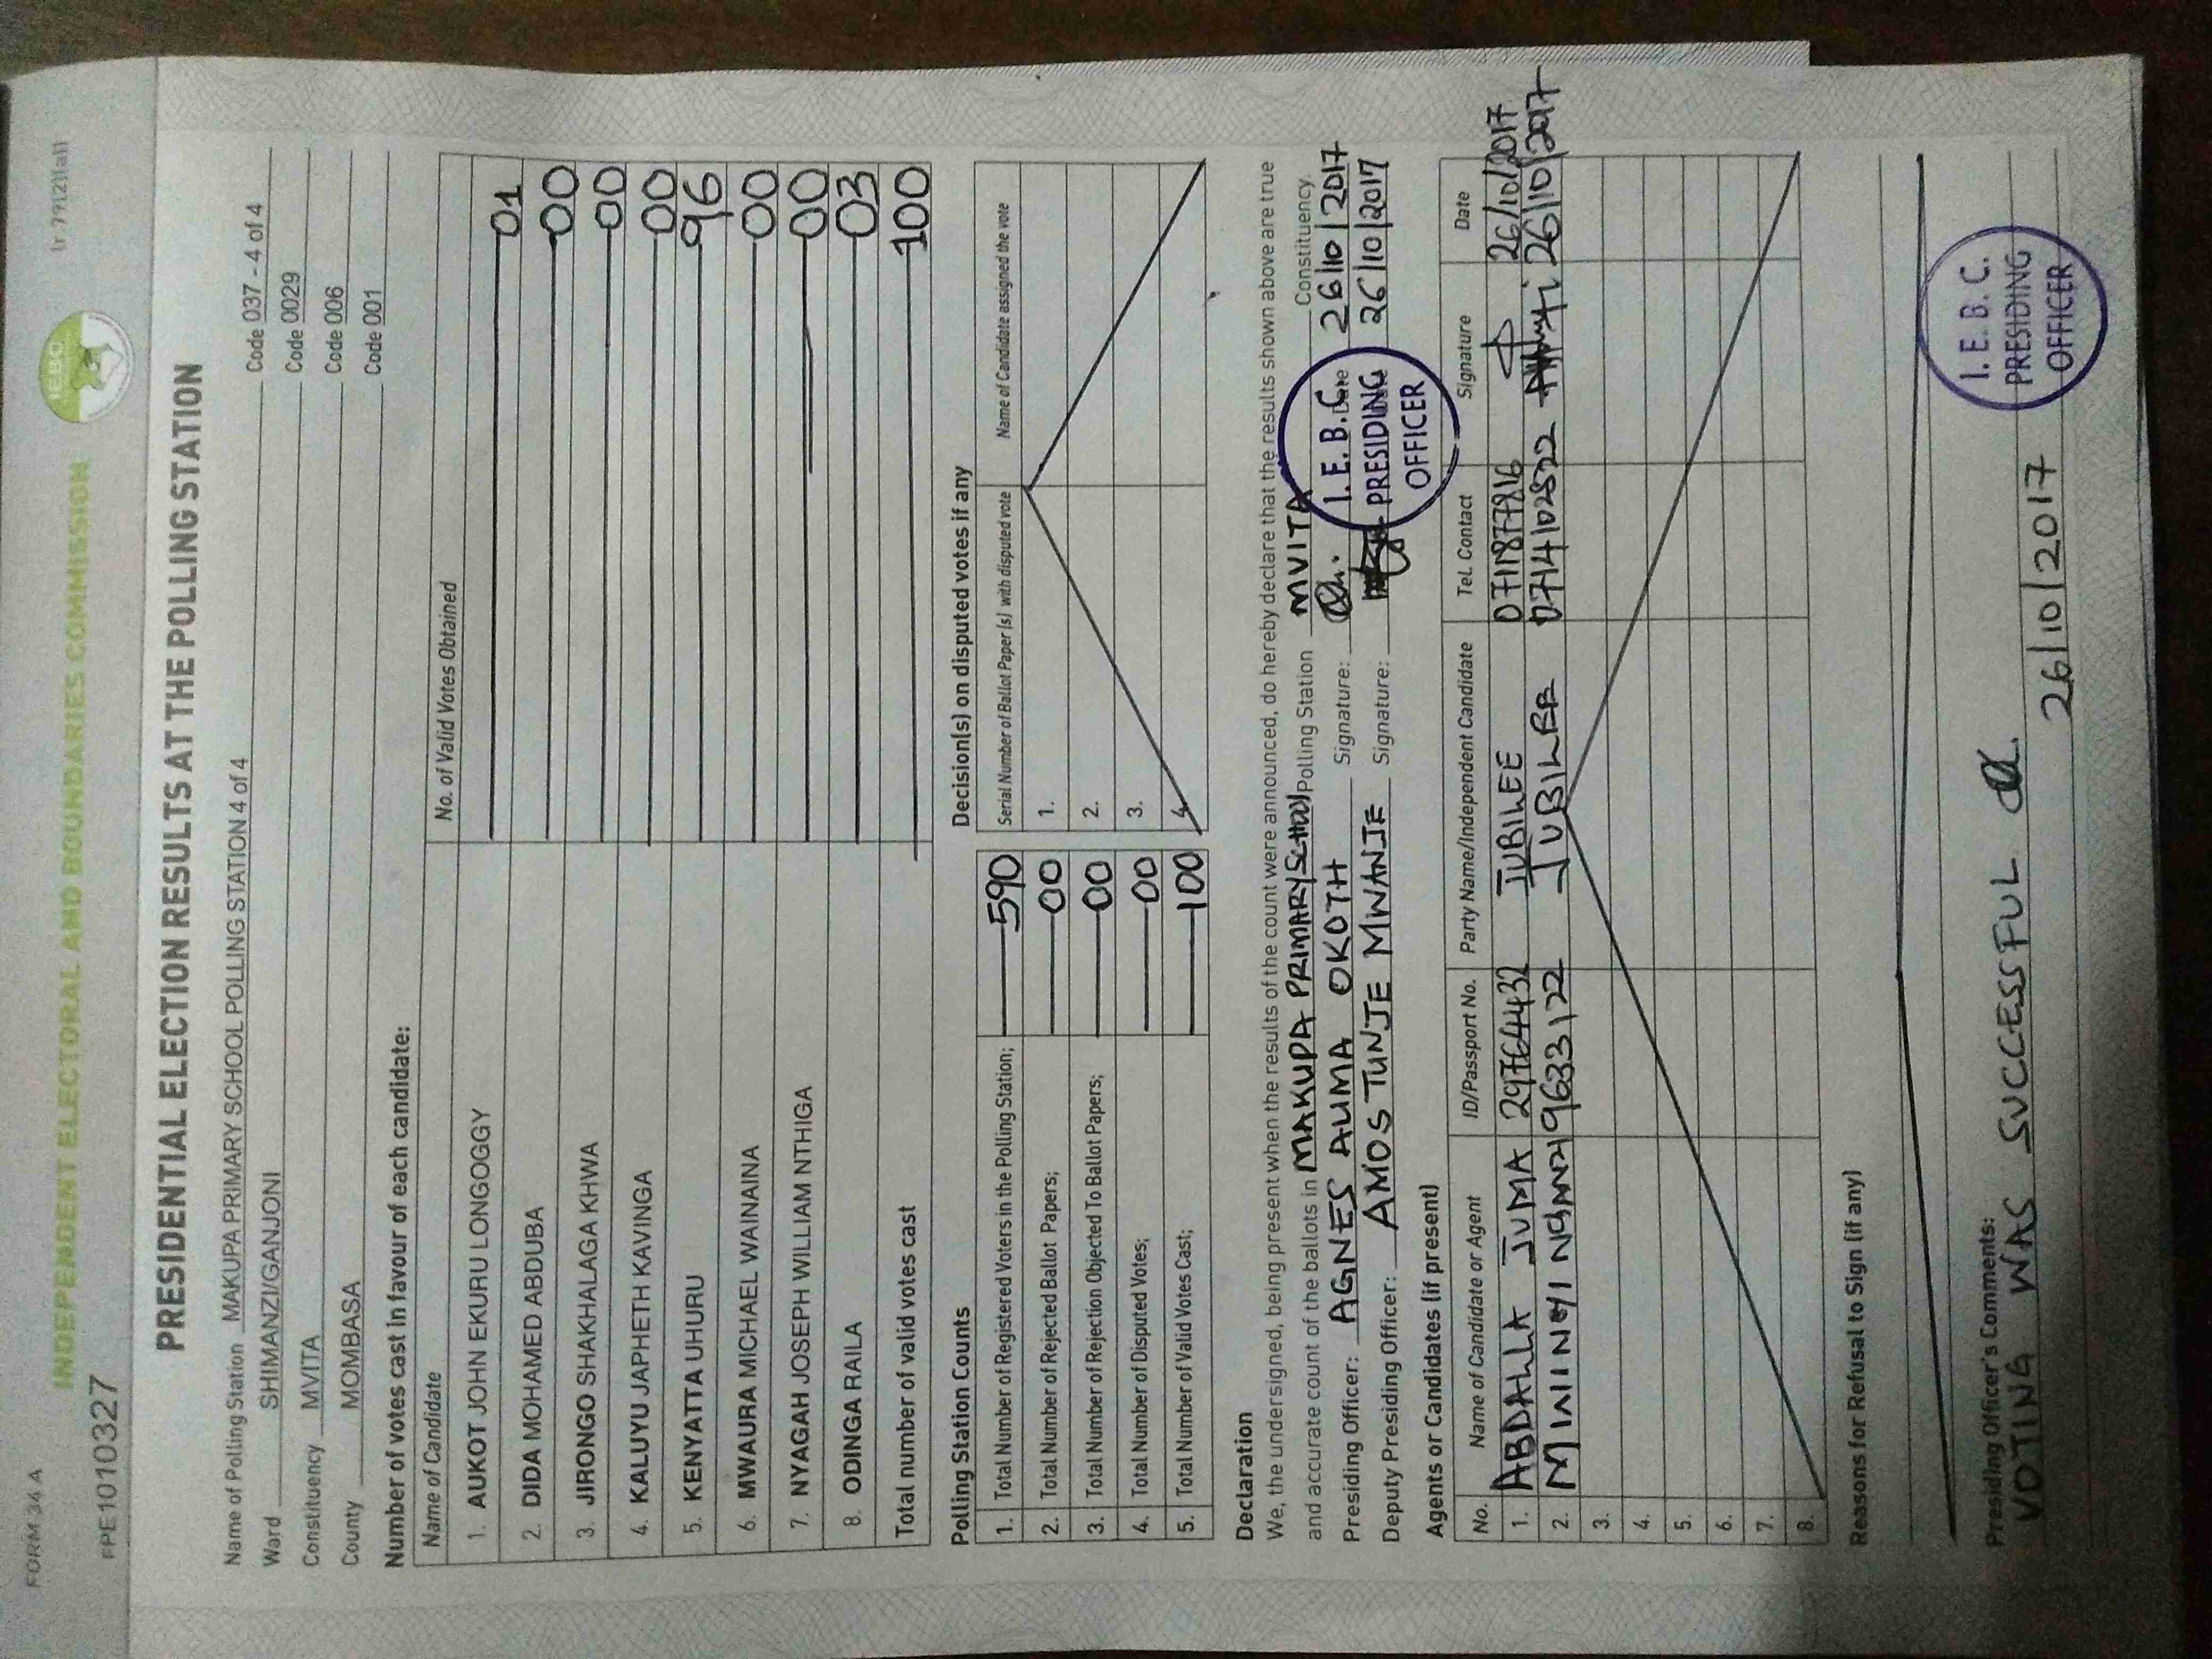 FORM 34 A
INDEPENDENT ELECTORAL AND BOUNDARIES COMMISSION
IEBC
tr 791(2)(a)
PPE1010327
PRESIDENTIAL ELECTION RESULTS AT THE POLLING STATION
Name of Polling Station MAKUPA PRIMARY SCHOOL POLLING STATION 4 of 4 Code 037 - 4 of 4
Ward SHIMANZI/GANJONI Code 0029
Constituency MVITA Code 006
County MOMBASA Code 001
Number of votes cast in favour of each candidate:
Name of Candidate No. of Valid Votes Obtained
1. AUKOT JOHN EKURU LONGOGGY 01
2. DIDA MOHAMED ABDUBA 00
3. JIRONGO SHAKHALAGA KHWA 00
4. KALUYU JAPHETH KAVINGA 00
5. KENYATTA UHURU 96
6. MWAURA MICHAEL WAINAINA 00
7. NYAGAH JOSEPH WILLIAM NTHIGA 00
8. ODINGA RAILA 03
Total number of valid votes cast 100
Polling Station Counts
1. Total Number of Registered Voters in the Polling Station; 590
2. Total Number of Rejected Ballot Papers; 00
3. Total Number of Rejection Objected To Ballot Papers; 00
4. Total Number of Disputed Votes; 00
5. Total Number of Valid Votes Cast; 100
Decision(s) on disputed votes if any
Serial Number of Ballot Paper (s) with disputed vote Name of Candidate assigned the vote
1.
2.
3.
4.
Declaration
We, the undersigned, being present when the results of the count were announced, do hereby declare that the results shown above are true
and accurate count of the ballots in MAKUPA PRIMARY SCHOOL Polling Station MVITA Constituency.
Presiding Officer: AGNES AUMA OKOTH Signature: Date 26/10/2017
Deputy Presiding Officer: AMOS TUNJE MWANJE Signature: 26/10/2017
I.E.B.C.
PRESIDING
OFFICER
Agents or Candidates (if present)
No. Name of Candidate or Agent ID/Passport No. Party Name/Independent Candidate Tel. Contact Signature Date
1. ABDALLA JUMA 29764432 JUBILEE 0711877816 26/10/2017
2. JUBILEE 26/10/2017
3.
4.
5.
6.
7.
8.
Reasons for Refusal to Sign (if any)
Presiding Officer's Comments:
VOTING WAS SUCCESSFUL
26/10/2017
I.E.B.C.
PRESIDING
OFFICER